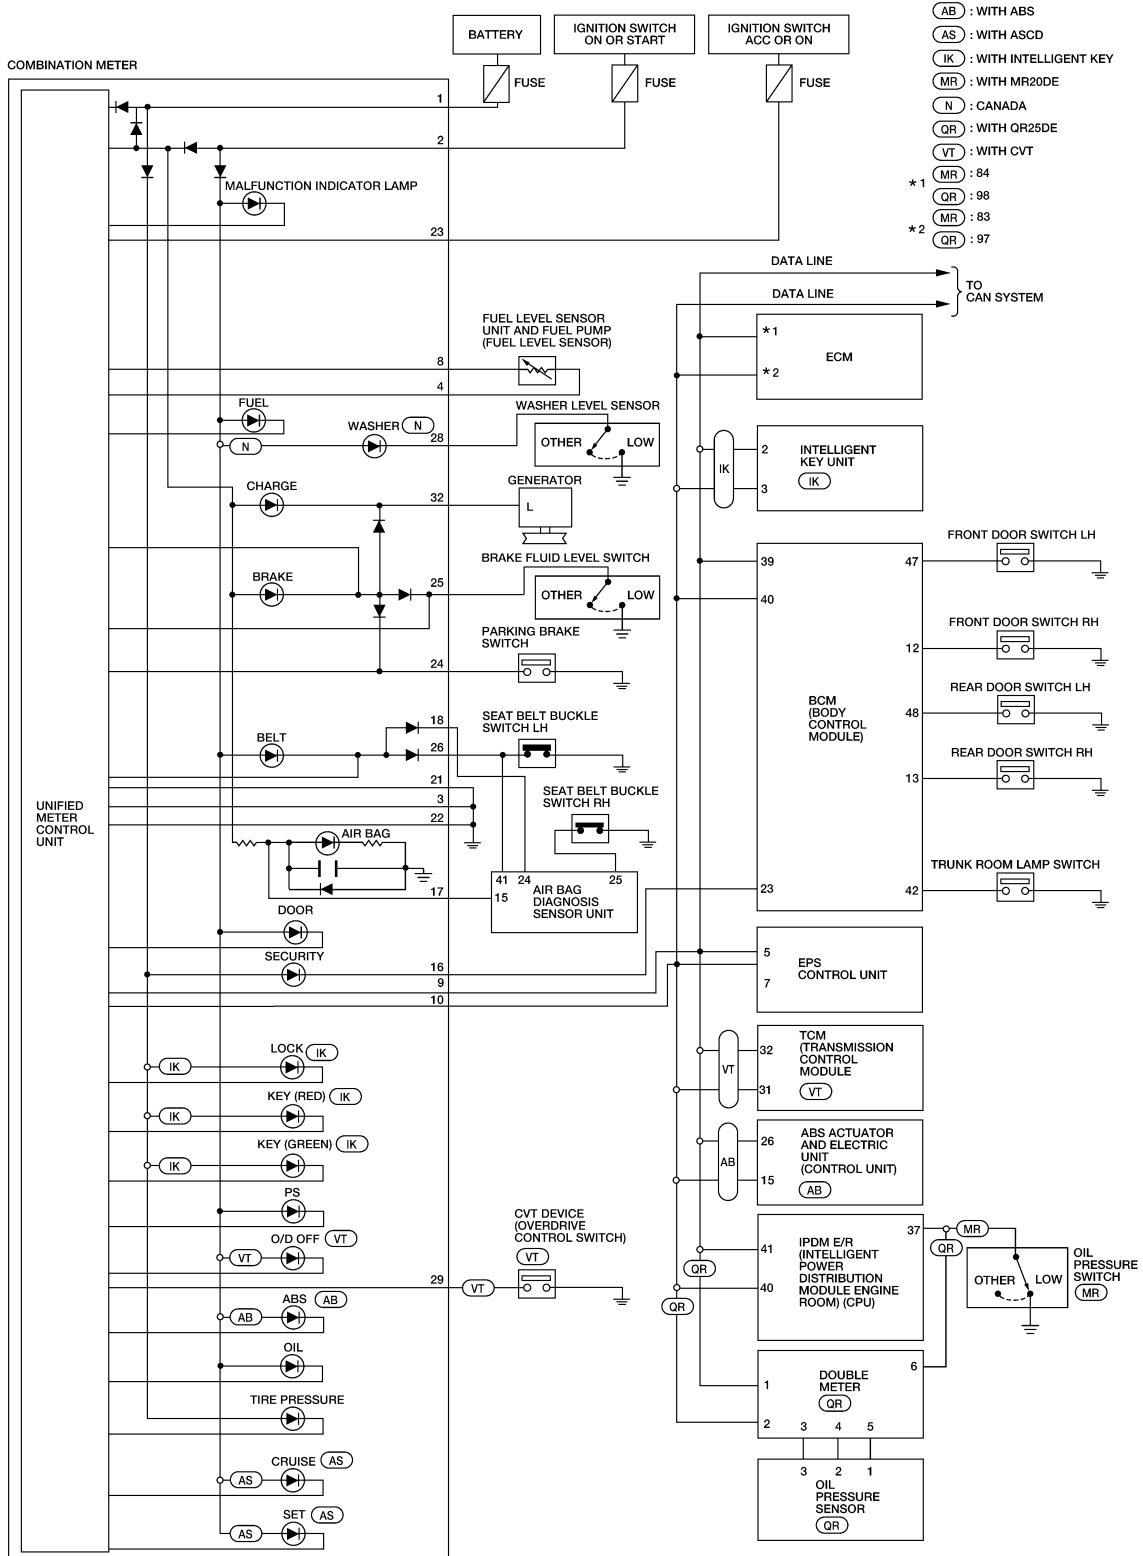 BATTERY
IGNITION SWITCH
ON OR START
IGNITION SWITCH
ACC OR ON
AB : WITH ABS
AS : WITH ASCD
IK : WITH INTELLIGENT KEY
MR : WITH MR20DE
N : CANADA
QR : WITH QR25DE
VT : WITH CVT
*1
MR : 84
QR : 98
*2
MR : 83
QR : 97
COMBINATION METER
FUSE
FUSE
FUSE
1
2
MALFUNCTION INDICATOR LAMP
23
DATA LINE
DATA LINE
TO
CAN SYSTEM
FUEL LEVEL SENSOR
UNIT AND FUEL PUMP
(FUEL LEVEL SENSOR)
8
4
*1
*2
ECM
FUEL
N
WASHER N
28
WASHER LEVEL SENSOR
OTHER
LOW
IK
2
3
INTELLIGENT
KEY UNIT
IK
CHARGE
32
GENERATOR
L
BRAKE
25
BRAKE FLUID LEVEL SWITCH
OTHER
LOW
PARKING BRAKE
SWITCH
24
39
40
BCM
(BODY
CONTROL
MODULE)
47
FRONT DOOR SWITCH LH
12
FRONT DOOR SWITCH RH
48
REAR DOOR SWITCH LH
13
REAR DOOR SWITCH RH
TRUNK ROOM LAMP SWITCH
42
23
BELT
18
26
SEAT BELT BUCKLE
SWITCH LH
21
3
22
SEAT BELT BUCKLE
SWITCH RH
UNIFIED
METER
CONTROL
UNIT
AIR BAG
17
41
24
25
15
AIR BAG
DIAGNOSIS
SENSOR UNIT
DOOR
SECURITY
16
9
10
5
7
EPS
CONTROL UNIT
LOCK IK
IK
KEY (RED) IK
IK
KEY (GREEN) IK
IK
PS
O/D OFF VT
VT
29
VT
CVT DEVICE
(OVERDRIVE
CONTROL SWITCH)
VT
VT
32
31
TCM
(TRANSMISSION
CONTROL
MODULE
VT
AB
26
15
ABS ACTUATOR
AND ELECTRIC
UNIT
(CONTROL UNIT)
AB
ABS AB
AB
OIL
TIRE PRESSURE
CRUISE AS
AS
SET AS
AS
QR
QR
41
40
IPDM E/R
(INTELLIGENT
POWER
DISTRIBUTION
MODULE ENGINE
ROOM) (CPU)
37
MR
QR
OTHER
LOW
OIL
PRESSURE
SWITCH
MR
1
2
DOUBLE
METER
QR
6
3 4 5
3 2 1
OIL
PRESSURE
SENSOR
QR